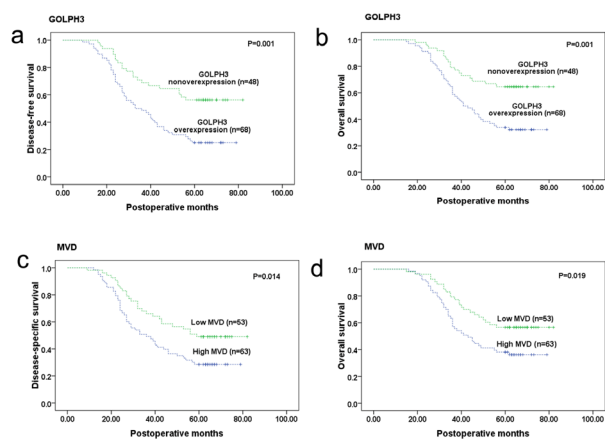 GOLPH3
a
P=0.001
GOLPH3
nonoverexpression (n=48)
GOLPH3
overexpression (n=68)
Disease-free survival
1.0
0.8
0.6
0.4
0.2
0.0
0.00 20.00 40.00 60.00 80.00 100.00
Postoperative months
GOLPH3
b
P=0.001
GOLPH3
nonoverexpression (n=48)
GOLPH3
overexpression (n=68)
Overall survival
1.0
0.8
0.6
0.4
0.2
0.0
0.00 20.00 40.00 60.00 80.00 100.00
Postoperative months
MVD
c
P=0.014
Low MVD (n=53)
High MVD (n=63)
Disease-specific survival
1.0
0.8
0.6
0.4
0.2
0.0
0.00 20.00 40.00 60.00 80.00 100.00
Postoperative months
MVD
d
P=0.019
Low MVD (n=53)
High MVD (n=63)
Overall survival
1.0
0.8
0.6
0.4
0.2
0.0
0.00 20.00 40.00 60.00 80.00 100.00
Postoperative months